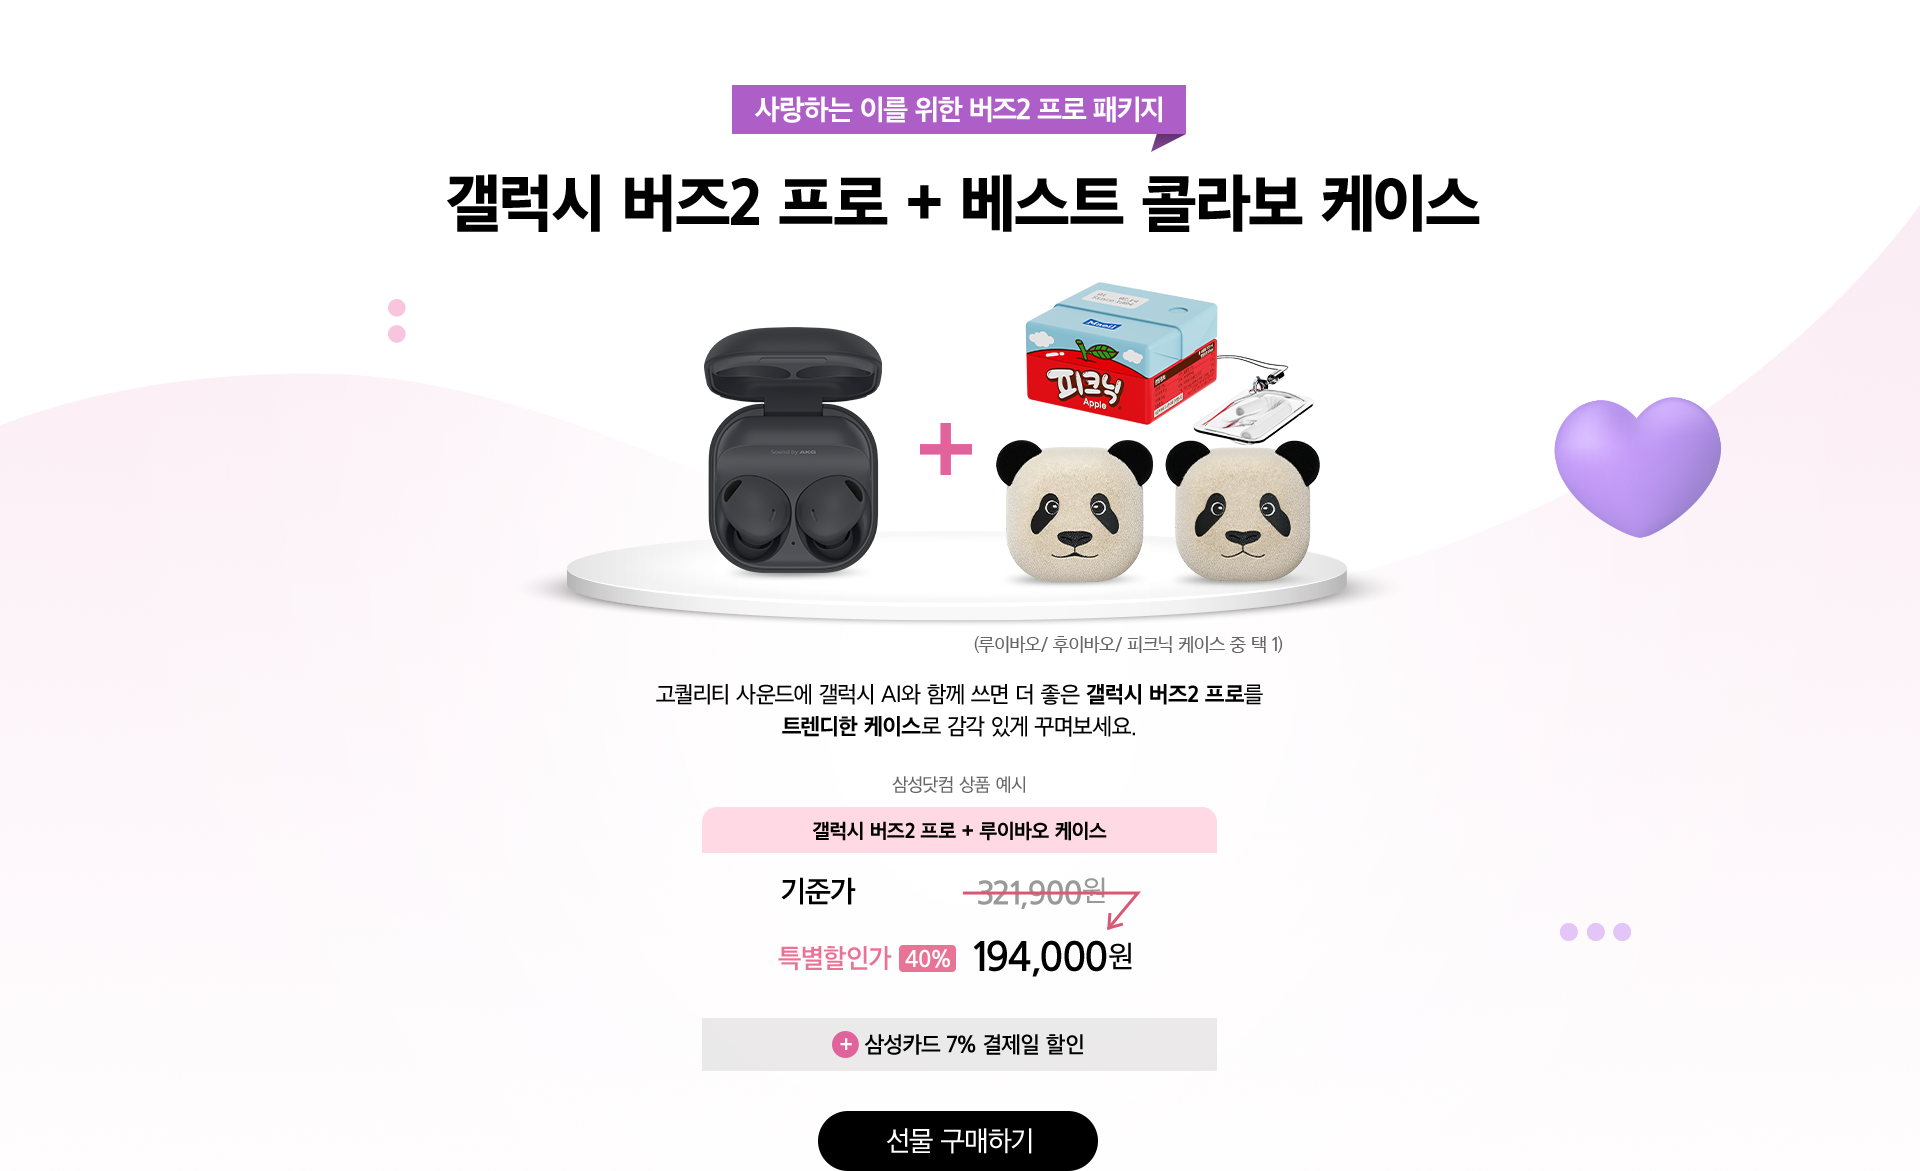 사랑하는 이를 위한 버즈2 프로 패키지
갤럭시 버즈2 프로 + 베스트 콜라보 케이스
Sound by AKG
피크닉
Apple
+
(루이바오/ 후이바오/ 피크닉 케이스 중 택 1)
고퀄리티 사운드에 갤럭시 AI와 함께 쓰면 더 좋은 갤럭시 버즈2 프로를
트렌디한 케이스로 감각 있게 꾸며보세요.
삼성닷컴 상품 예시
갤럭시 버즈2 프로 + 루이바오 케이스
기준가 321,900원
특별할인가 40% 194,000원
+ 삼성카드 7% 결제일 할인
선물 구매하기